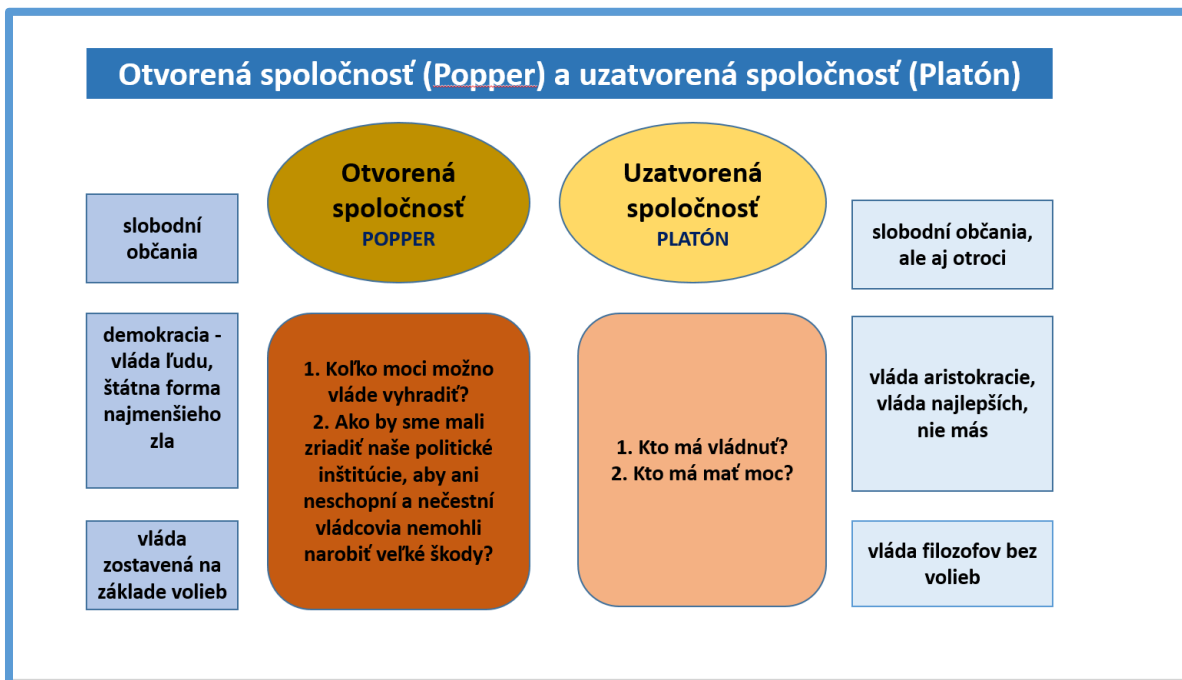 Otvorená spoločnosť (Popper) a uzatvorená spoločnosť (Platón)
Otvorená
spoločnosť
POPPER
Uzatvorená
spoločnosť
PLATÓN
slobodní
občania
slobodní občania,
ale aj otroci
demokracia -
vláda ľudu,
štátna forma
najmenšieho
zla
1. Koľko moci možno
vláde vyhradiť?
2. Ako by sme mali
zriadiť naše politické
inštitúcie, aby ani
neschopní a nečestní
vládcovia nemohli
narobiť veľké škody?
1. Kto má vládnuť?
2. Kto má mať moc?
vláda aristokracie,
vláda najlepších,
nie más
vláda
zostavená na
základe volieb
vláda filozofov bez
volieb